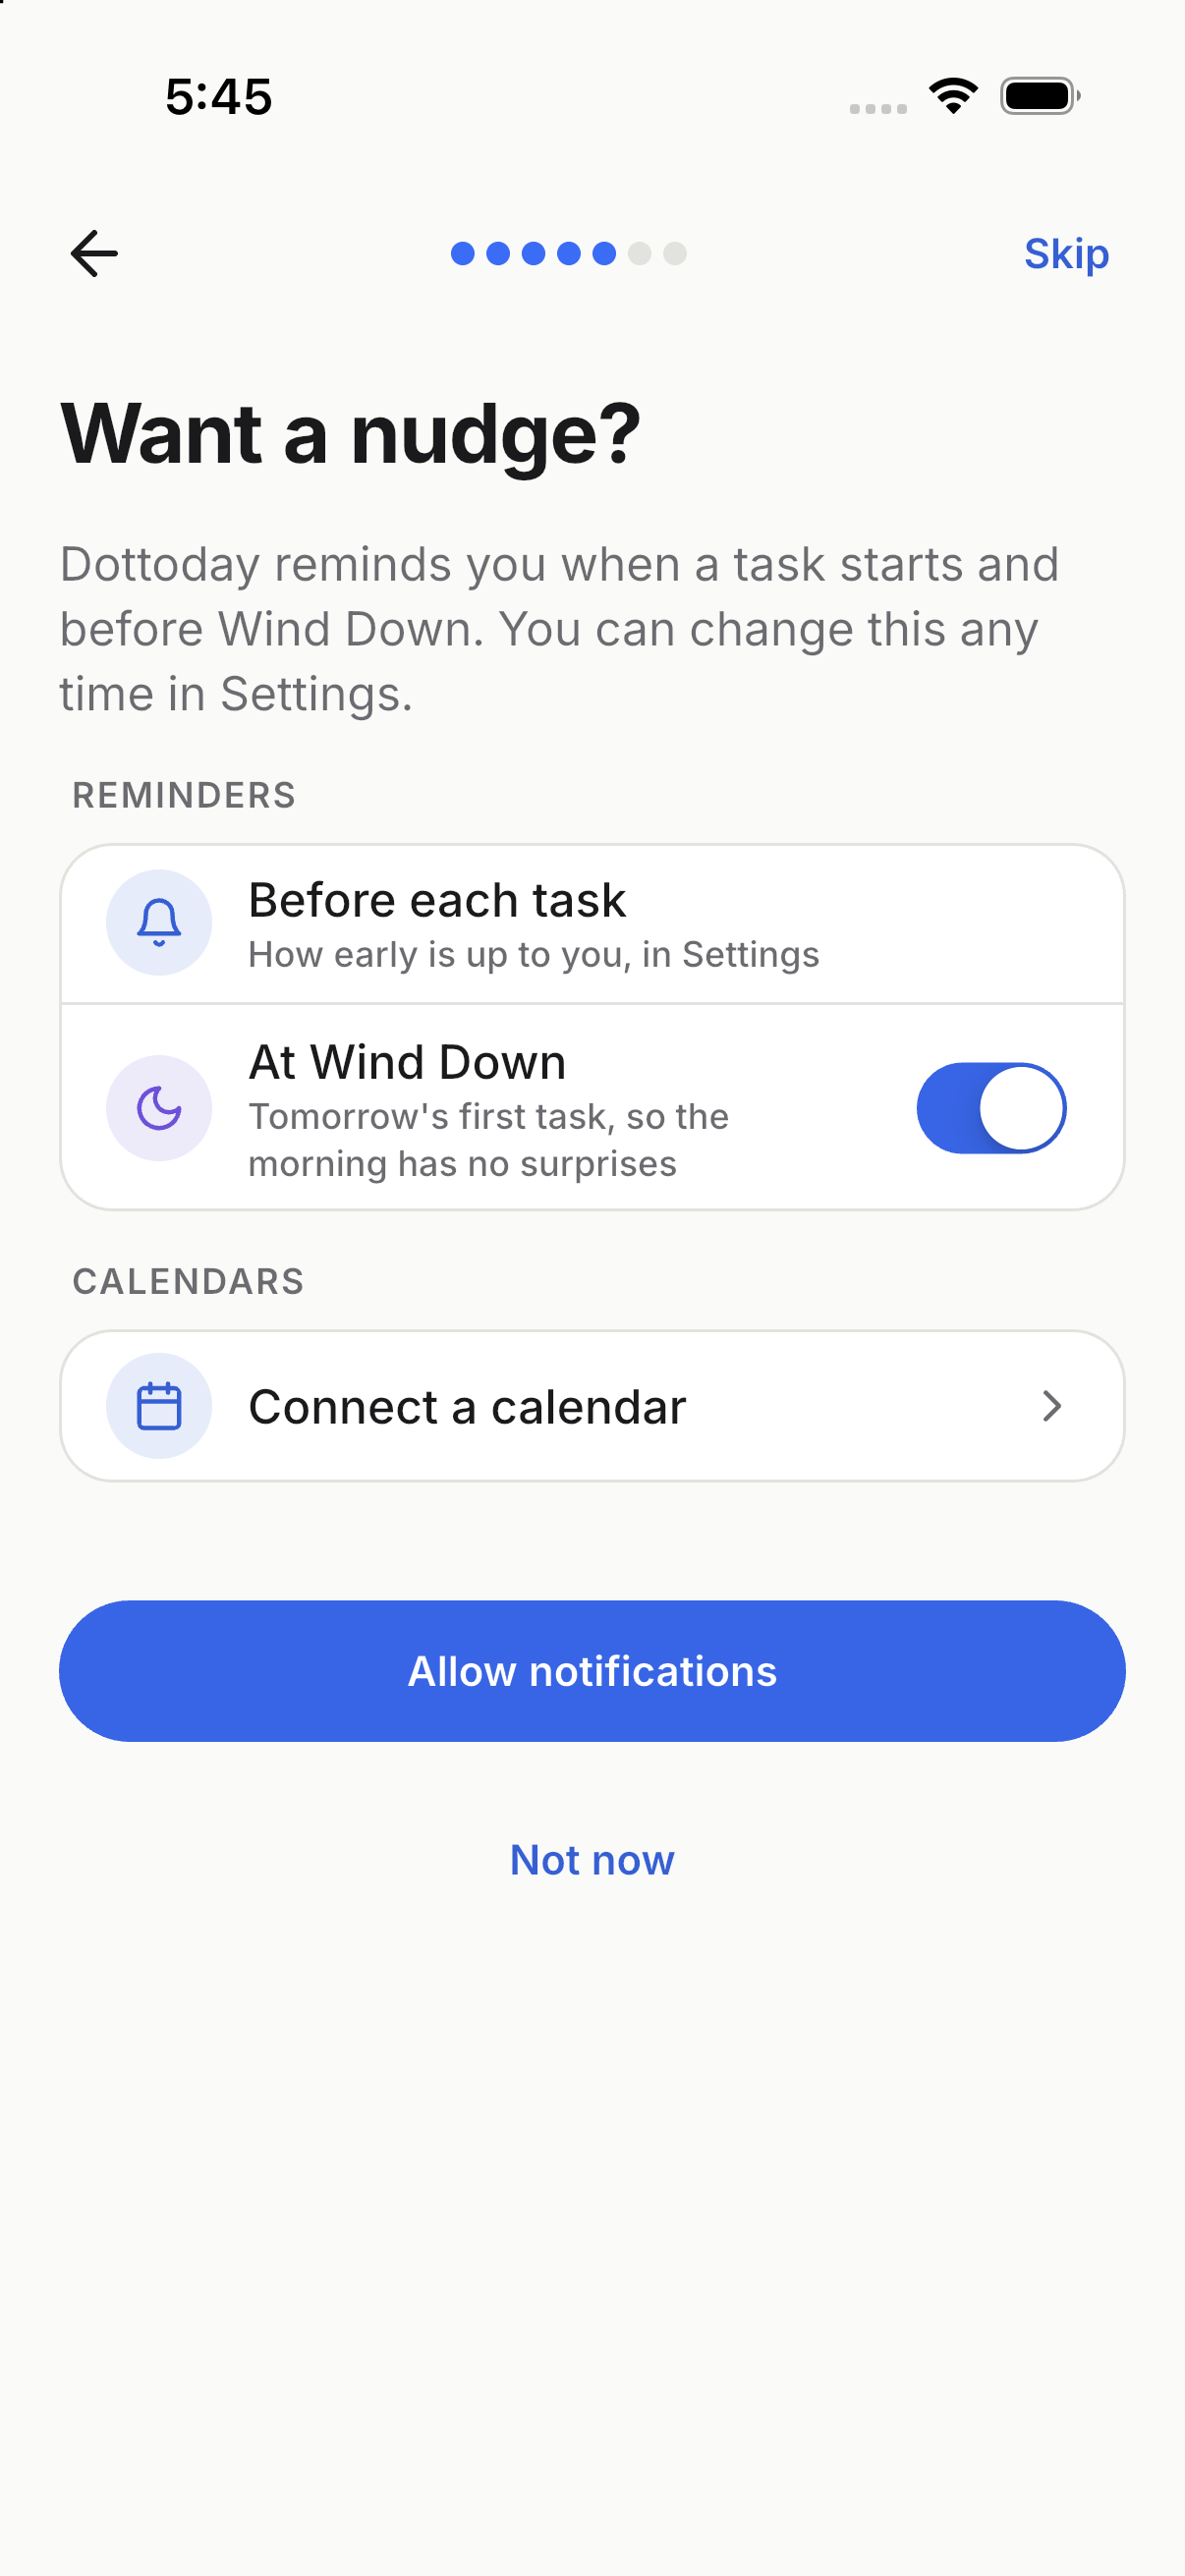 5:45
Skip
Want a nudge?
Dottoday reminds you when a task starts and
before Wind Down. You can change this any
time in Settings.
REMINDERS
Before each task
How early is up to you, in Settings
At Wind Down
Tomorrow's first task, so the
morning has no surprises
CALENDARS
Connect a calendar
Allow notifications
Not now